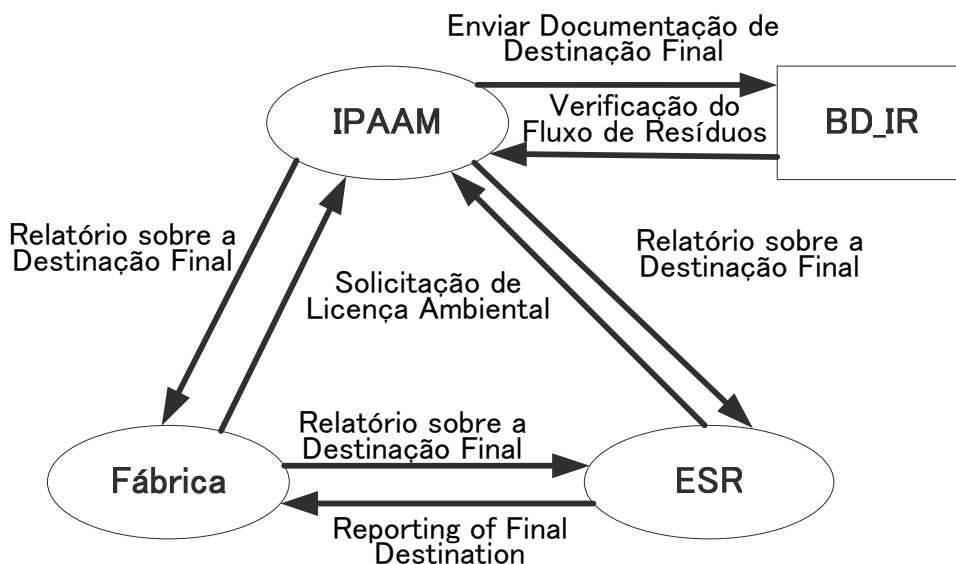 Enviar Documentação de
Destinação Final
IPAAM
Verificação do
Fluxo de Resíduos
BD_IR
Relatório sobre a
Destinação Final
Solicitação de
Licença Ambiental
Relatório sobre a
Destinação Final
Fábrica
Relatório sobre a
Destinação Final
ESR
Reporting of Final
Destination